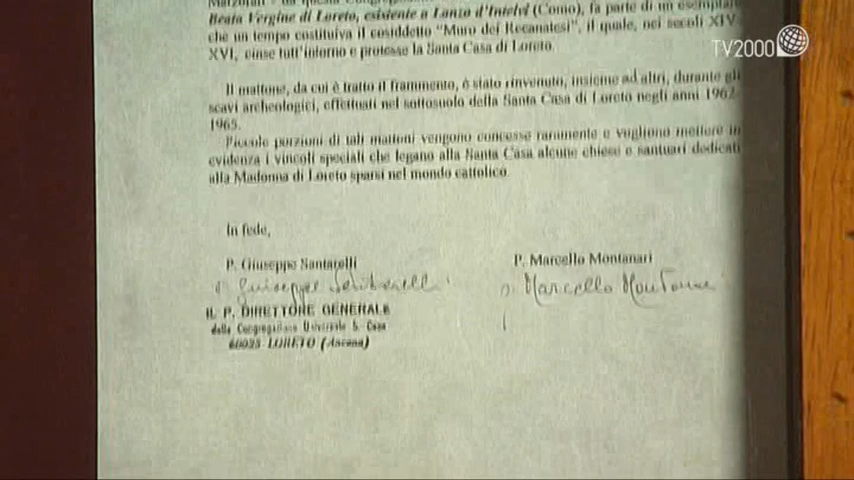 Beata Vergine di Loreto, esistente a Lanzo d'Intelvi (Como), fa parte di un esemplare
che un tempo costituiva il cosiddetto "Muro dei Recanatesi", il quale, nei secoli XIV-
XVI, cinse tutt'intorno e protesse la Santa Casa di Loreto.
Il mattone, da cui è tratto il frammento, è stato rinvenuto, insieme ad altri, durante gli
scavi archeologici, effettuati nel sottosuolo della Santa Casa di Loreto negli anni 1962-
1965.
Piccole porzioni di tali mattoni vengono concesse raramente e vogliono mettere in
evidenza i vincoli speciali che legano alla Santa Casa alcune chiese e santuari dedicati
alla Madonna di Loreto sparsi nel mondo cattolico.
In fede,
P. Giuseppe Santarelli
P. Marcello Montanari
P. Giuseppe Santarelli
P. Marcello Montanari
IL P. DIRETTORE GENERALE
della Congregazione Universale S. Casa
60025 LORETO (Ancona)
TV2000